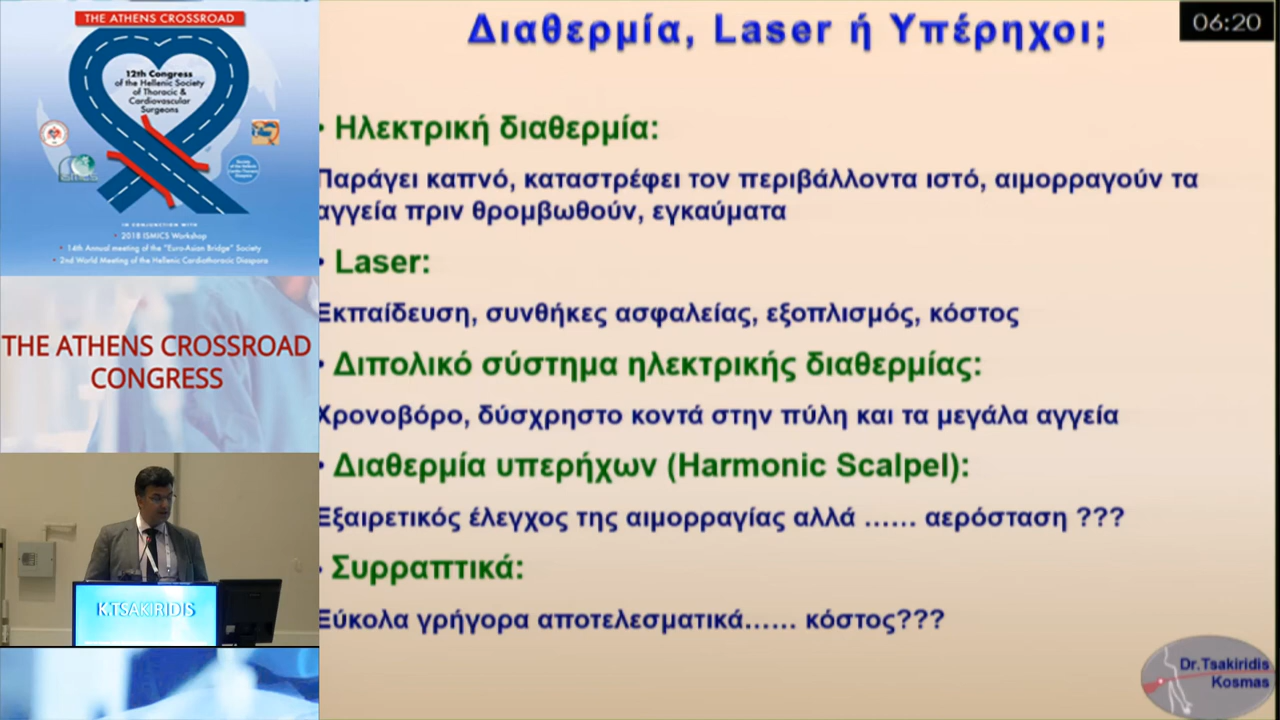 THE ATHENS CROSSROAD
12th Congress
of the Hellenic Society
of Thoracic &
Cardiovascular
Surgeons
IN CONJUNCTION WITH
• 2018 ISMICS Workshop
• 14th Annual meeting of the "Euro-Asian Bridge" Society
• 2nd World Meeting of the Hellenic Cardiothoracic Diaspora
THE ATHENS CROSSROAD
CONGRESS
K.TSAKIRIDIS
Διαθερμία, Laser ή Υπέρηχοι;
06:20
• Ηλεκτρική διαθερμία:
Παράγει καπνό, καταστρέφει τον περιβάλλοντα ιστό, αιμορραγούν τα
αγγεία πριν θρομβωθούν, εγκαύματα
• Laser:
Εκπαίδευση, συνθήκες ασφαλείας, εξοπλισμός, κόστος
• Διπολικό σύστημα ηλεκτρικής διαθερμίας:
Χρονοβόρο, δύσχρηστο κοντά στην πύλη και τα μεγάλα αγγεία
• Διαθερμία υπερήχων (Harmonic Scalpel):
Εξαιρετικός έλεγχος της αιμορραγίας αλλά …… αερόσταση ???
• Συρραπτικά:
Εύκολα γρήγορα αποτελεσματικά…… κόστος???
Dr.Tsakiridis
Kosmas